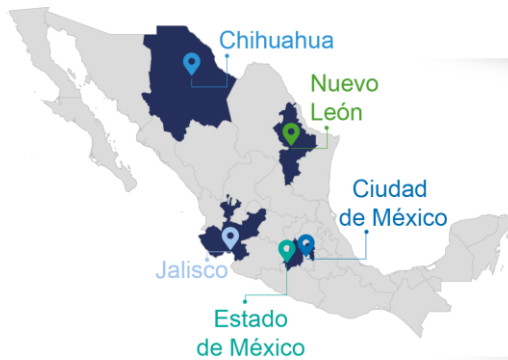 Chihuahua
Nuevo
León
Ciudad
de México
Jalisco
Estado
de México